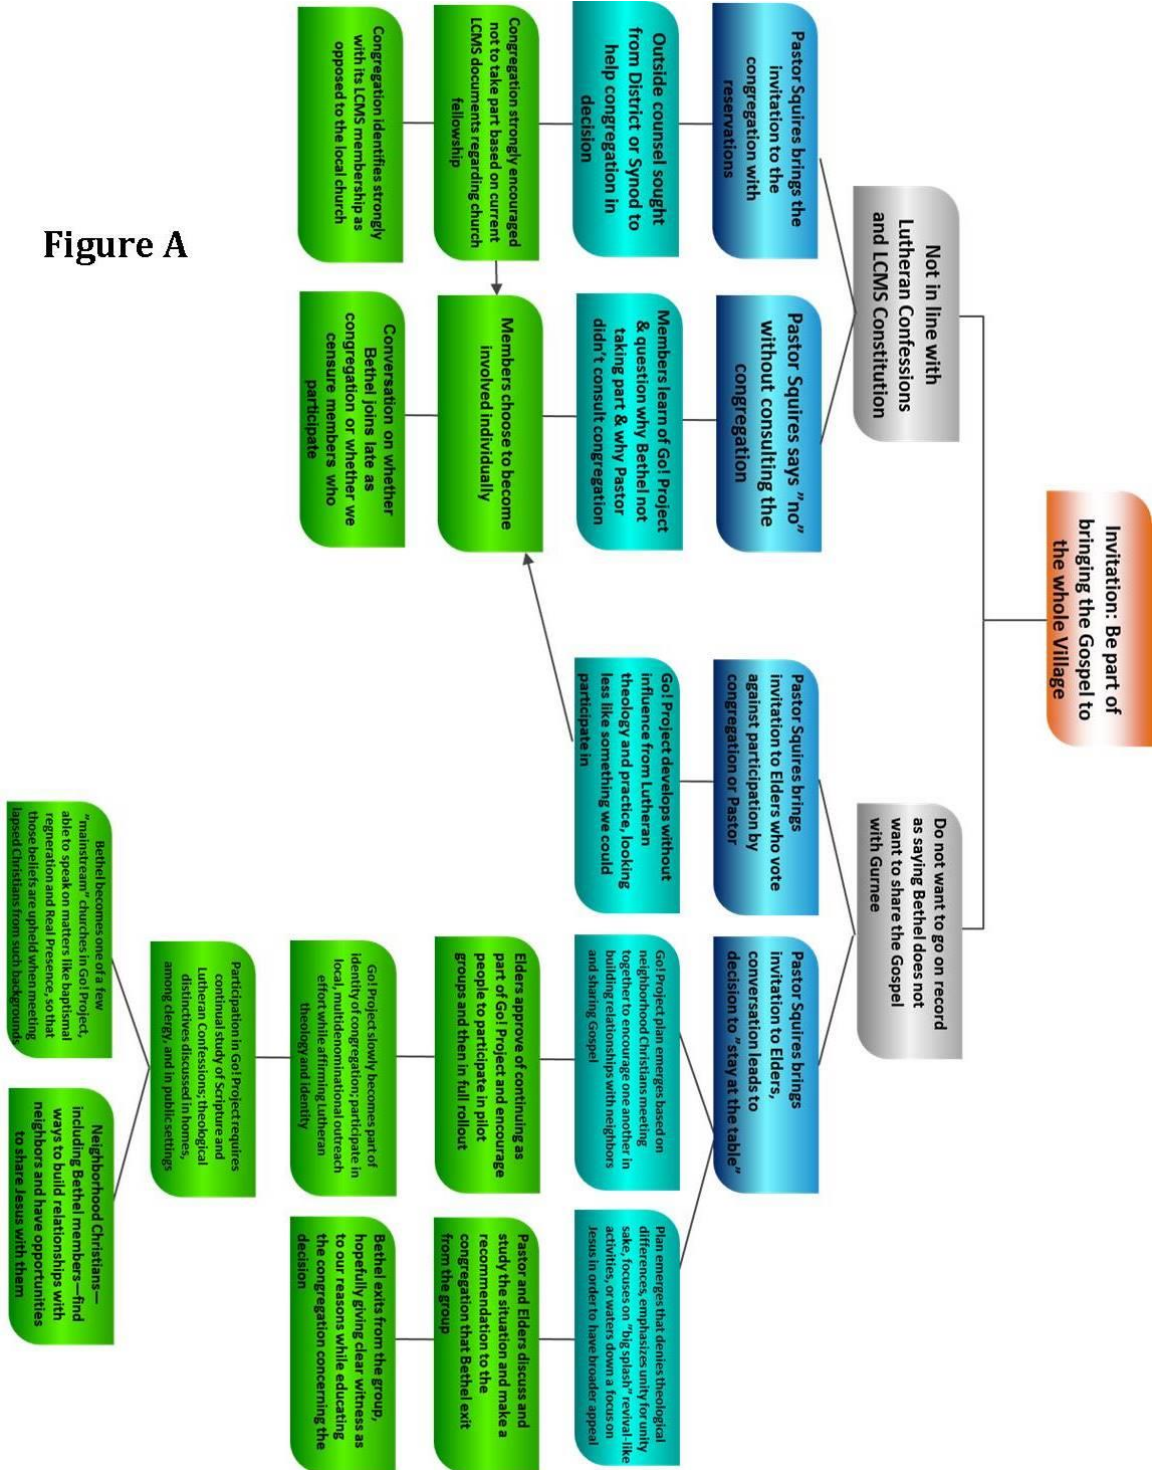 Figure A
Invitation: Be part of
bringing the Gospel to
the whole Village
Not in line with
Lutheran Confessions
and LCMS Constitution
Do not want to go on record
as saying Bethel does not
want to share the Gospel
with Gurnee
Pastor Squires brings the
invitation to the
congregation with
reservations
Pastor Squires says "no"
without consulting the
congregation
Pastor Squires brings
invitation to Elders who vote
against participation by
congregation or Pastor
Pastor Squires brings
invitation to Elders,
conversation leads to
decision to "stay at the table"
Outside counsel sought
from District or Synod to
help congregation in
decision
Members learn of Go! Project
& question why Bethel not
taking part & why Pastor
didn't consult congregation
Go! Project develops without
influence from Lutheran
theology and practice, looking
less like something we could
participate in
Go! Project plan emerges based on
neighborhood Christians meeting
together to encourage one another in
building relationships with neighbors
and sharing Gospel
Plan emerges that denies theological
differences, emphasizes unity for unity
sake, focuses on "big splash" revival-like
activities, or waters down a focus on
Jesus in order to have broader appeal
Congregation strongly encouraged
not to take part based on current
LCMS documents regarding church
fellowship
Members choose to become
involved individually
Elders approve of continuing as
part of Go! Project and encourage
people to participate in pilot
groups and then in full rollout
Pastor and Elders discuss and
study the situation and make a
recommendation to the
congregation that Bethel exit
from the group
Congregation identifies strongly
with its LCMS membership as
opposed to the local church
Conversation on whether
Bethel joins late as
congregation or whether we
censure members who
participate
Go! Project slowly becomes part of
identity of congregation; participate in
local, multidenominational outreach
effort while affirming Lutheran
theology and identity
Bethel exits from the group,
hopefully giving clear witness as
to our reasons while educating
the congregation concerning the
decision
Participation in Go! Project requires
continual study of Scripture and
Lutheran Confessions; theological
distinctives discussed in homes,
among clergy, and in public settings
Bethel becomes one of a few
"mainstream" churches in Go! Project,
able to speak on matters like baptismal
regneration and Real Presence, so that
those beliefs are upheld when meeting
lapsed Christians from such backgrounds
Neighborhood Christians—
including Bethel members—find
ways to build relationships with
neighbors and have opportunities
to share Jesus with them